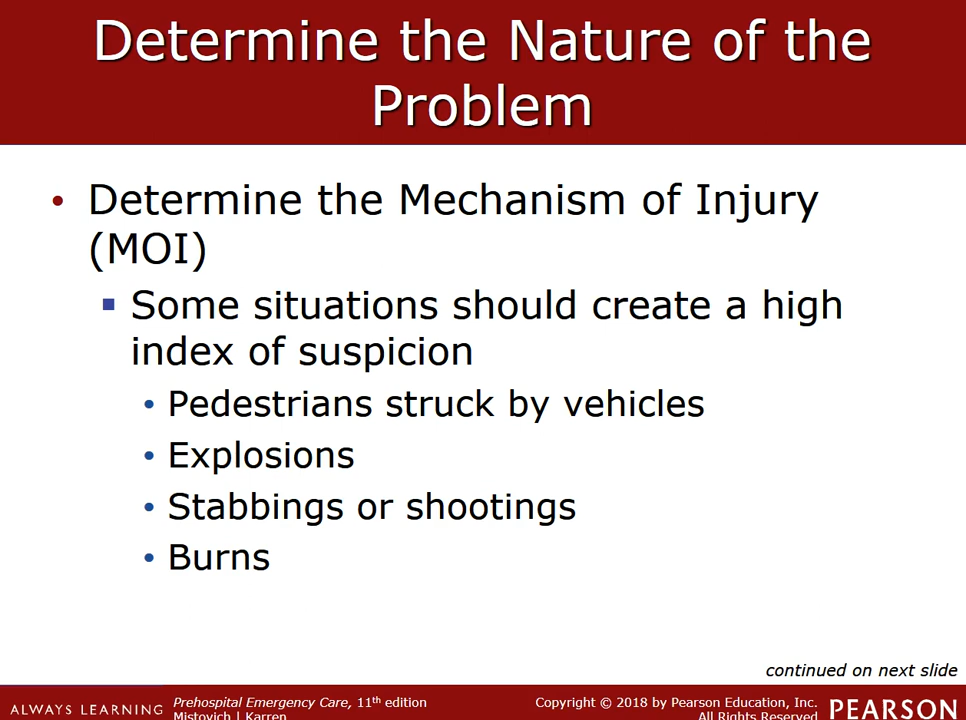 Determine the Nature of the
Problem
• Determine the Mechanism of Injury
(MOI)
▪ Some situations should create a high
index of suspicion
• Pedestrians struck by vehicles
• Explosions
• Stabbings or shootings
• Burns
continued on next slide
ALWAYS LEARNING
Prehospital Emergency Care, 11th edition
Mistovich | Karren
Copyright © 2018 by Pearson Education, Inc.
All Rights Reserved
PEARSON